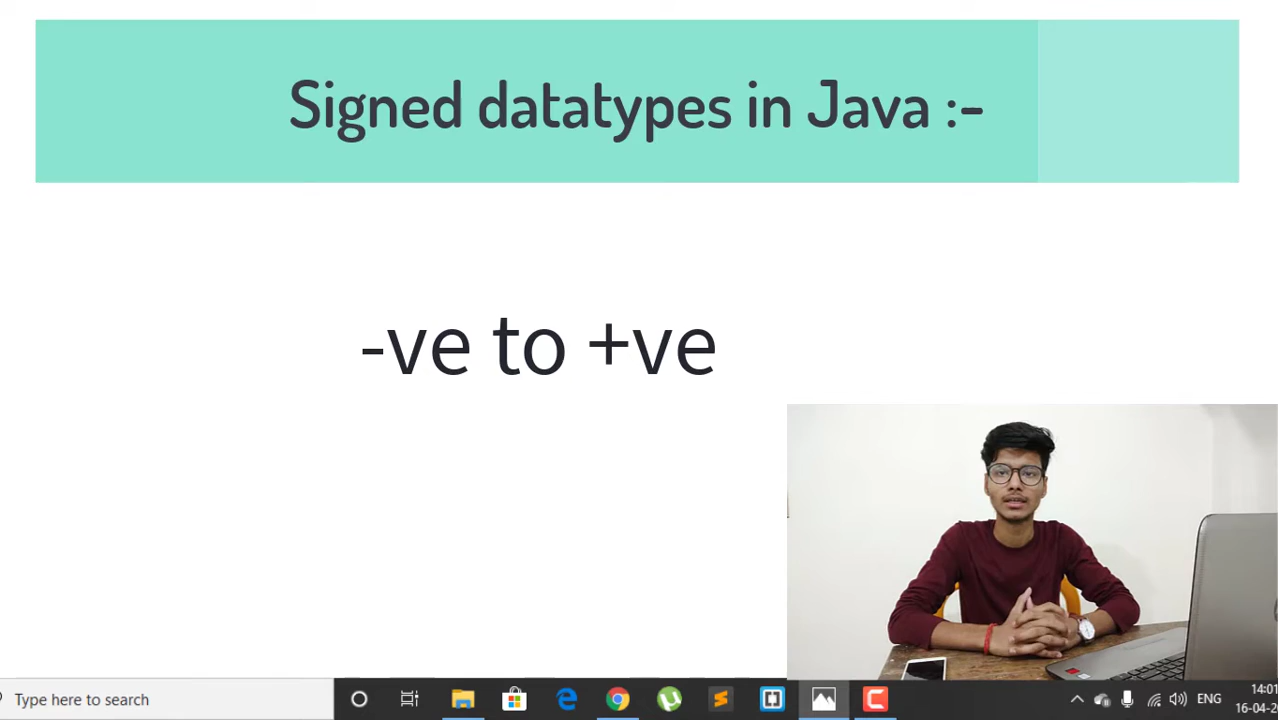 Signed datatypes in Java :-
-ve to +ve
Type here to search
ENG
14:01
16-04-2